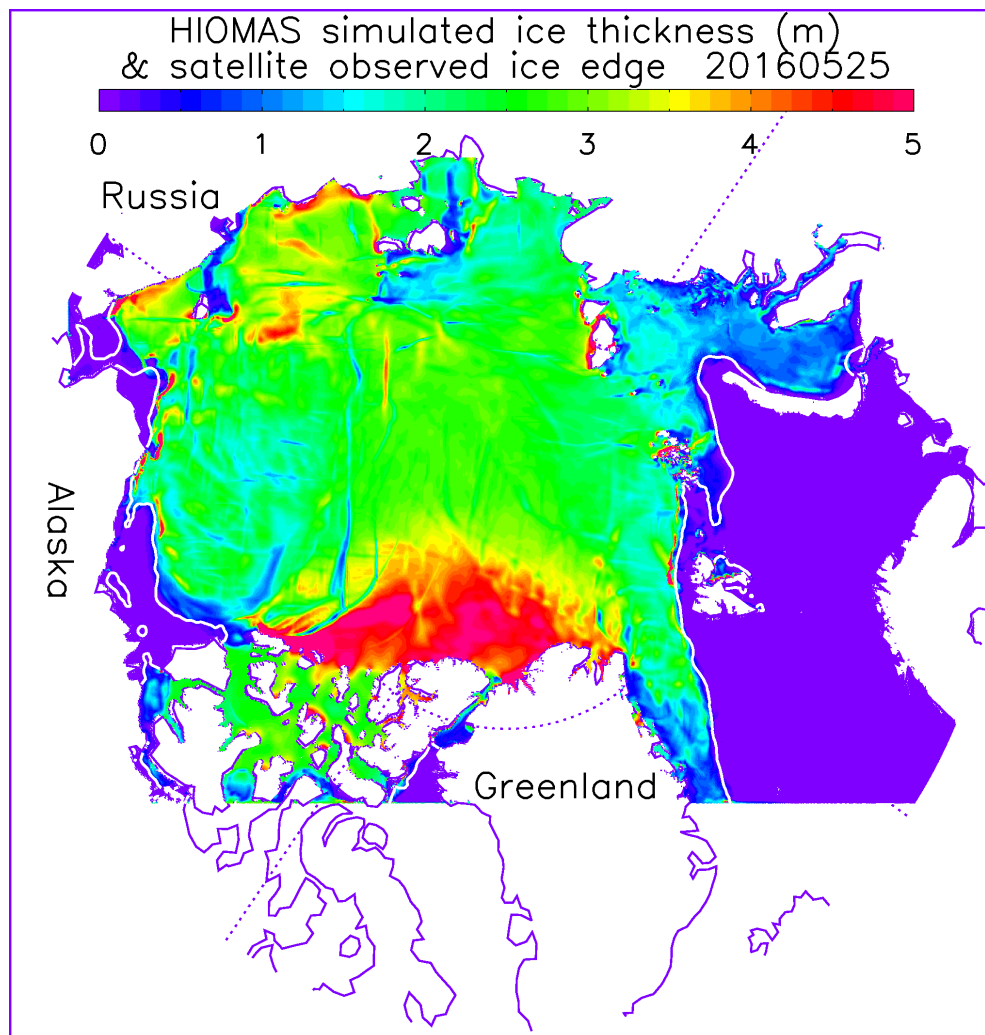 HIOMAS simulated ice thickness (m)
& satellite observed ice edge 20160525
0 1 2 3 4 5
Russia
Alaska
Greenland